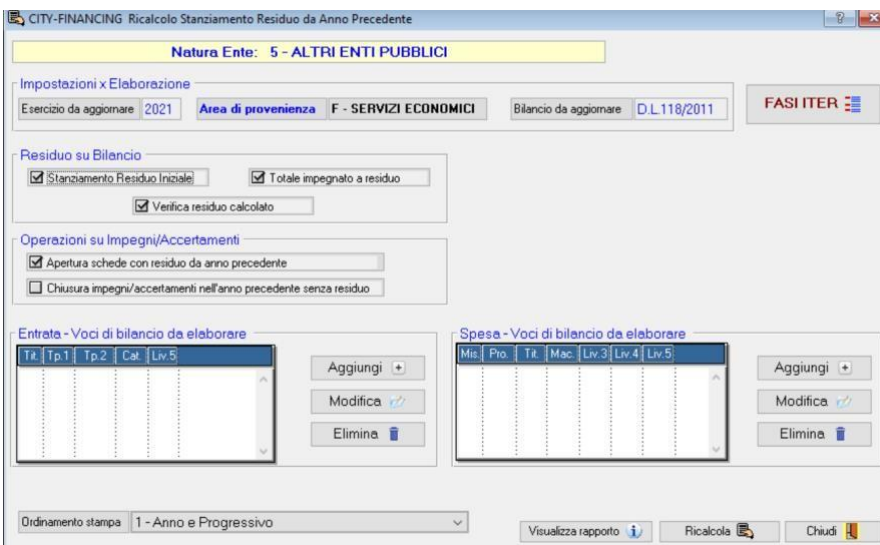 CITY-FINANCING Ricalcolo Stanziamento Residuo da Anno Precedente
Natura Ente: 5 - ALTRI ENTI PUBBLICI
Impostazioni x Elaborazione
Esercizio da aggiornare 2021 Area di provenienza F - SERVIZI ECONOMICI Bilancio da aggiornare D.L.118/2011
FASI ITER
Residuo su Bilancio
Stanziamento Residuo Iniziale Totale impegnato a residuo
Verifica residuo calcolato
Operazioni su Impegni/Accertamenti
Apertura schede con residuo da anno precedente
Chiusura impegni/accertamenti nell'anno precedente senza residuo
Entrata - Voci di bilancio da elaborare
Tit. Tp.1 Tp.2 Cat. Liv.5
Aggiungi
Modifica
Elimina
Spesa - Voci di bilancio da elaborare
Mis. Pro. Tit. Mac. Liv.3 Liv.4 Liv.5
Aggiungi
Modifica
Elimina
Ordinamento stampa 1 - Anno e Progressivo
Visualizza rapporto Ricalcola Chiudi